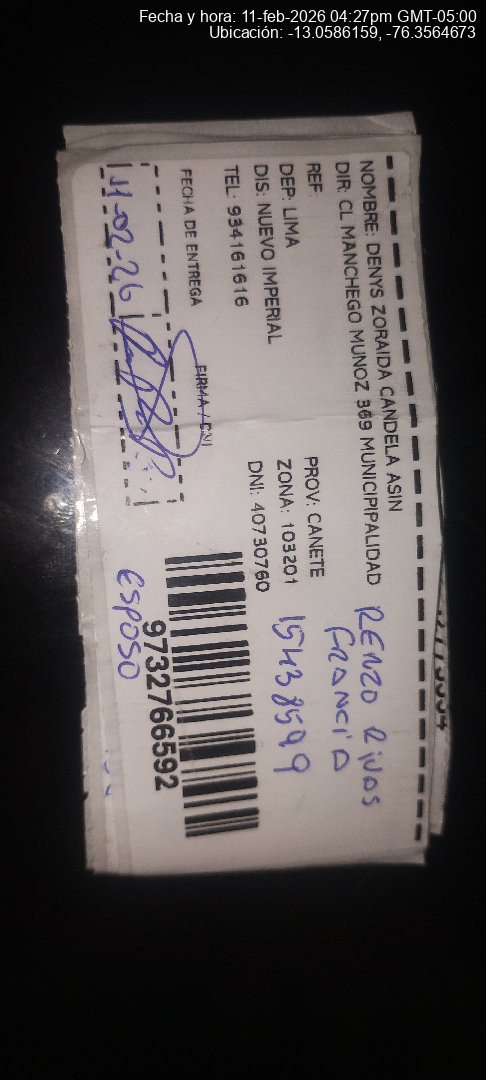 Fecha y hora: 11-feb-2026 04:27pm GMT-05:00
Ubicación: -13.0586159, -76.3564673
NOMBRE: DENYS ZORAIDA CANDELA ASIN
DIR: CL MANCHEGO MUNOZ 369 MUNICIPIPALIDAD
REF:
DEP: LIMA PROV: CANETE
DIS: NUEVO IMPERIAL ZONA: 103201
TEL: 934161616 DNI: 40730760
RENZO RIVAS
FRANCIA
15438599
FECHA DE ENTREGA FIRMA / DNI
11-02-26
9732766592
ESPOSO